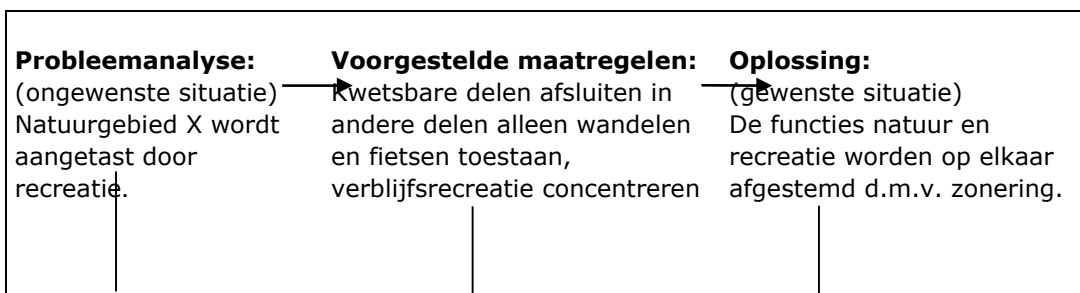 Probleemanalyse:
(ongewenste situatie)
Natuurgebied X wordt
aangetast door
recreatie.
Voorgestelde maatregelen:
Kwetsbare delen afsluiten in
andere delen alleen wandelen
en fietsen toestaan,
verblijfsrecreatie concentreren
Oplossing:
(gewenste situatie)
De functies natuur en
recreatie worden op elkaar
afgestemd d.m.v. zonering.